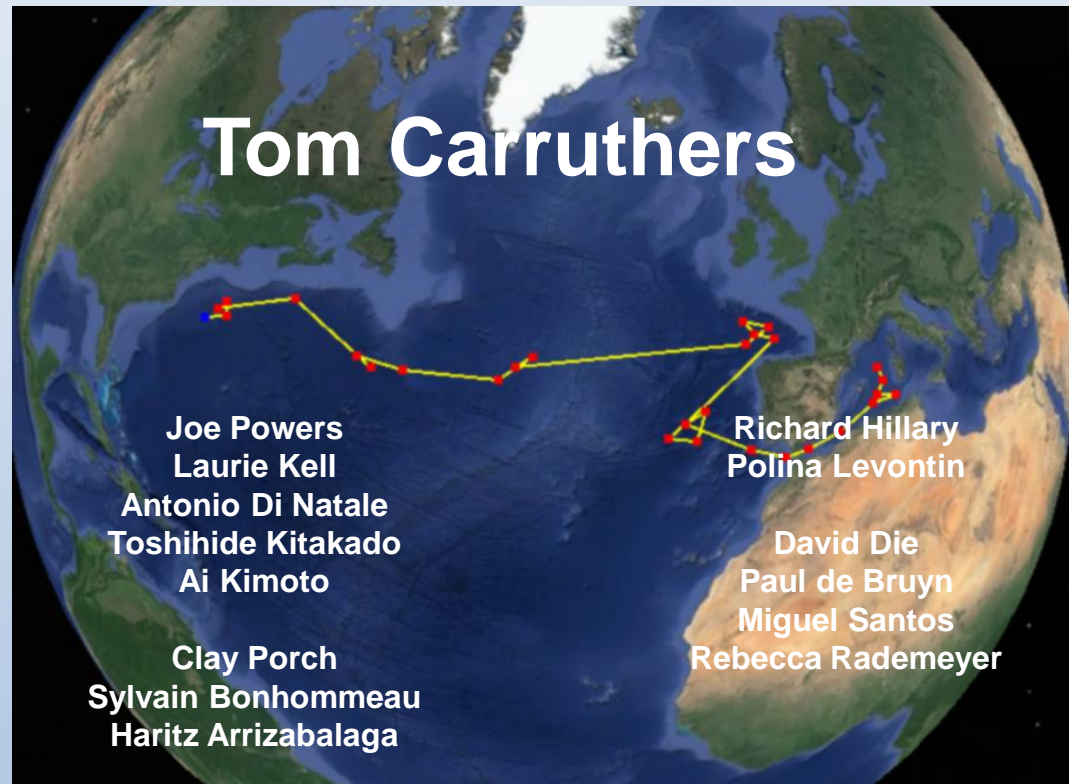 Tom Carruthers
Joe Powers
Laurie Kell
Antonio Di Natale
Toshihide Kitakado
Ai Kimoto
Clay Porch
Sylvain Bonhommeau
Haritz Arrizabalaga
Richard Hillary
Polina Levontin
David Die
Paul de Bruyn
Miguel Santos
Rebecca Rademeyer